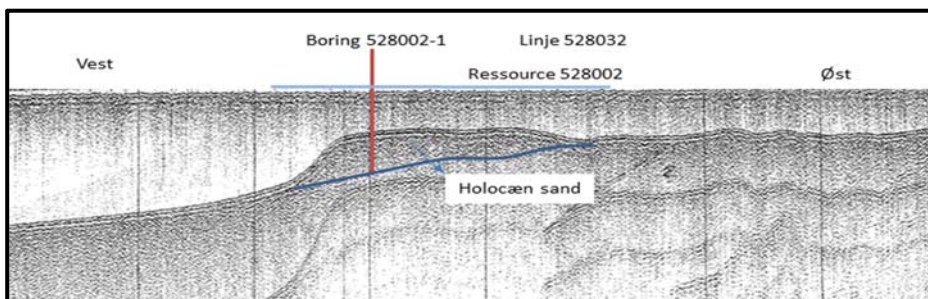 Boring 528002-1
Linje 528032
Vest
Ressource 528002
Øst
Holocæn sand